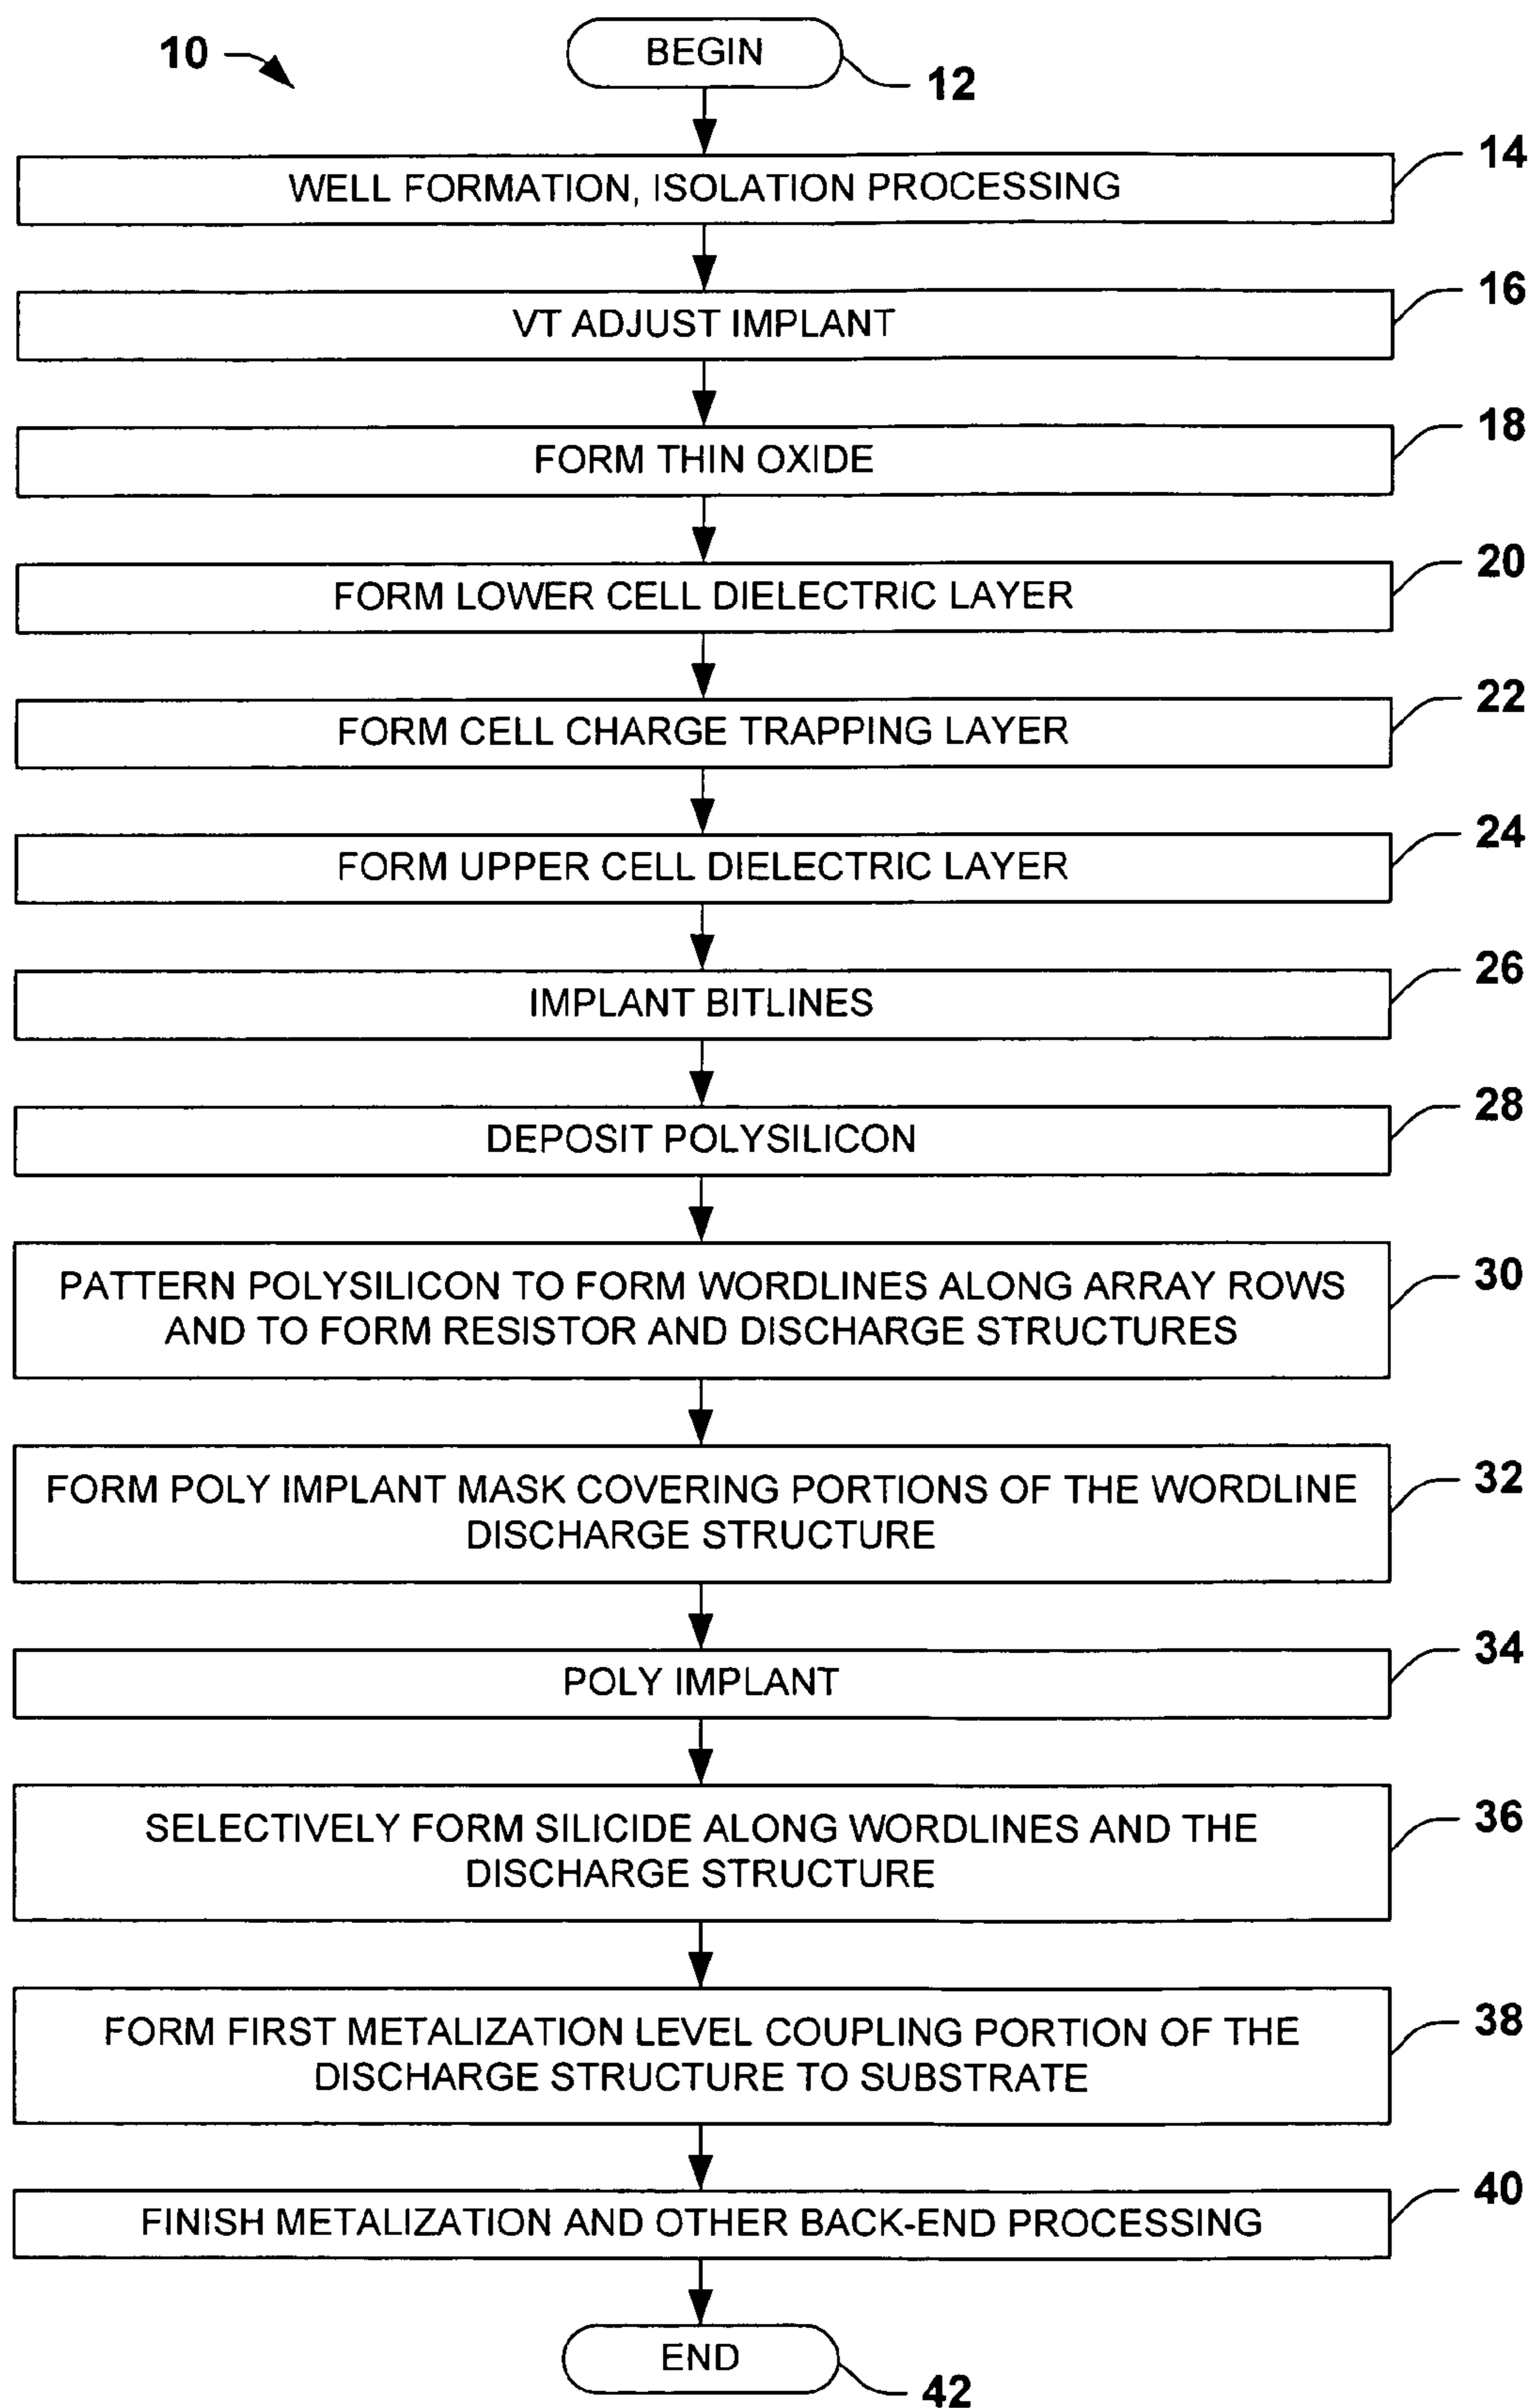 10
BEGIN
12
WELL FORMATION, ISOLATION PROCESSING
14
VT ADJUST IMPLANT
16
FORM THIN OXIDE
18
FORM LOWER CELL DIELECTRIC LAYER
20
FORM CELL CHARGE TRAPPING LAYER
22
FORM UPPER CELL DIELECTRIC LAYER
24
IMPLANT BITLINES
26
DEPOSIT POLYSILICON
28
PATTERN POLYSILICON TO FORM WORDLINES ALONG ARRAY ROWS
AND TO FORM RESISTOR AND DISCHARGE STRUCTURES
30
FORM POLY IMPLANT MASK COVERING PORTIONS OF THE WORDLINE
DISCHARGE STRUCTURE
32
POLY IMPLANT
34
SELECTIVELY FORM SILICIDE ALONG WORDLINES AND THE
DISCHARGE STRUCTURE
36
FORM FIRST METALIZATION LEVEL COUPLING PORTION OF THE
DISCHARGE STRUCTURE TO SUBSTRATE
38
FINISH METALIZATION AND OTHER BACK-END PROCESSING
40
END
42